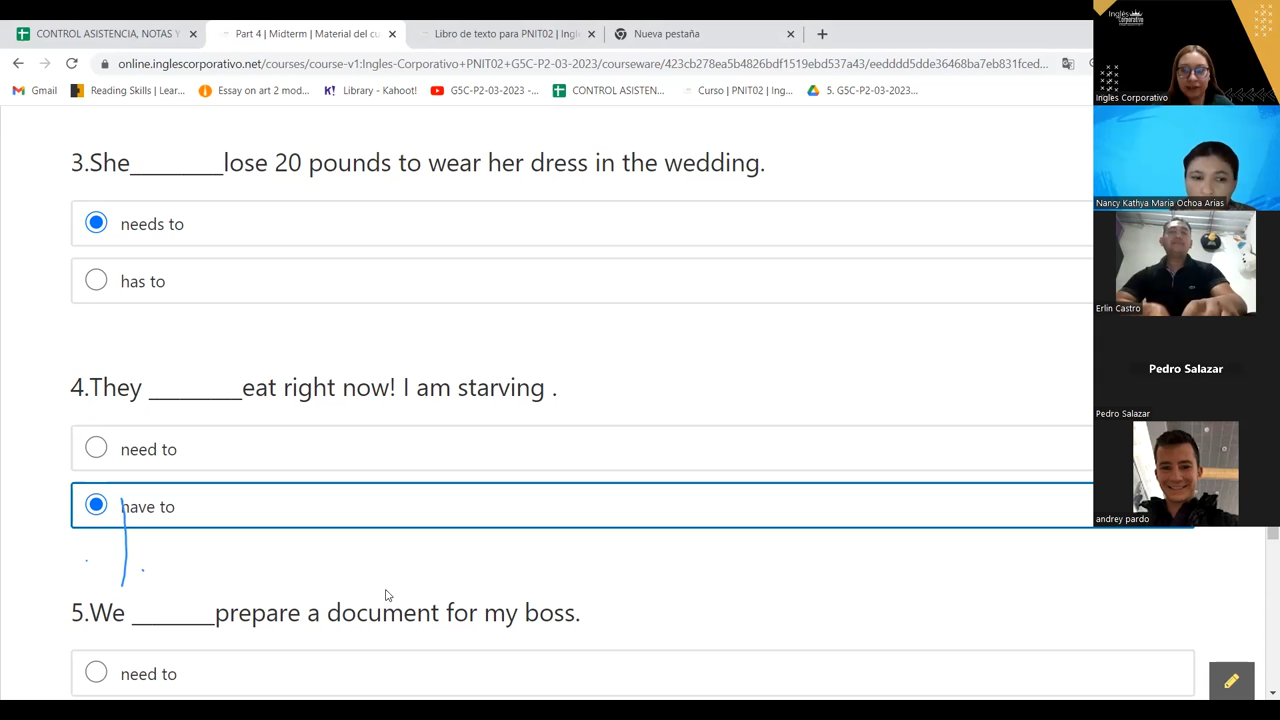 CONTROL ASISTENCIA, NOTAS Y
Part 4 | Midterm | Material del cu
Libro de texto para PNIT02 | Ingl
Nueva pestaña
online.inglescorporativo.net/courses/course-v1:Ingles-Corporativo+PNIT02+G5C-P2-03-2023/courseware/423cb278ea5b4826bdf1519ebd537a43/eedddd5dde36468ba7eb831fced...
Gmail
Reading Skills | Lear...
Essay on art 2 mod...
Library - Kahoot!
G5C-P2-03-2023 -...
CONTROL ASISTEN...
Curso | PNIT02 | Ing...
5. G5C-P2-03-2023...
3.She________lose 20 pounds to wear her dress in the wedding.
needs to
has to
4.They ________eat right now! I am starving .
need to
have to
5.We _______prepare a document for my boss.
need to
Inglés
Corporativo
Ingles Corporativo
Nancy Kathya Maria Ochoa Arias
Erlin Castro
Pedro Salazar
Pedro Salazar
andrey pardo